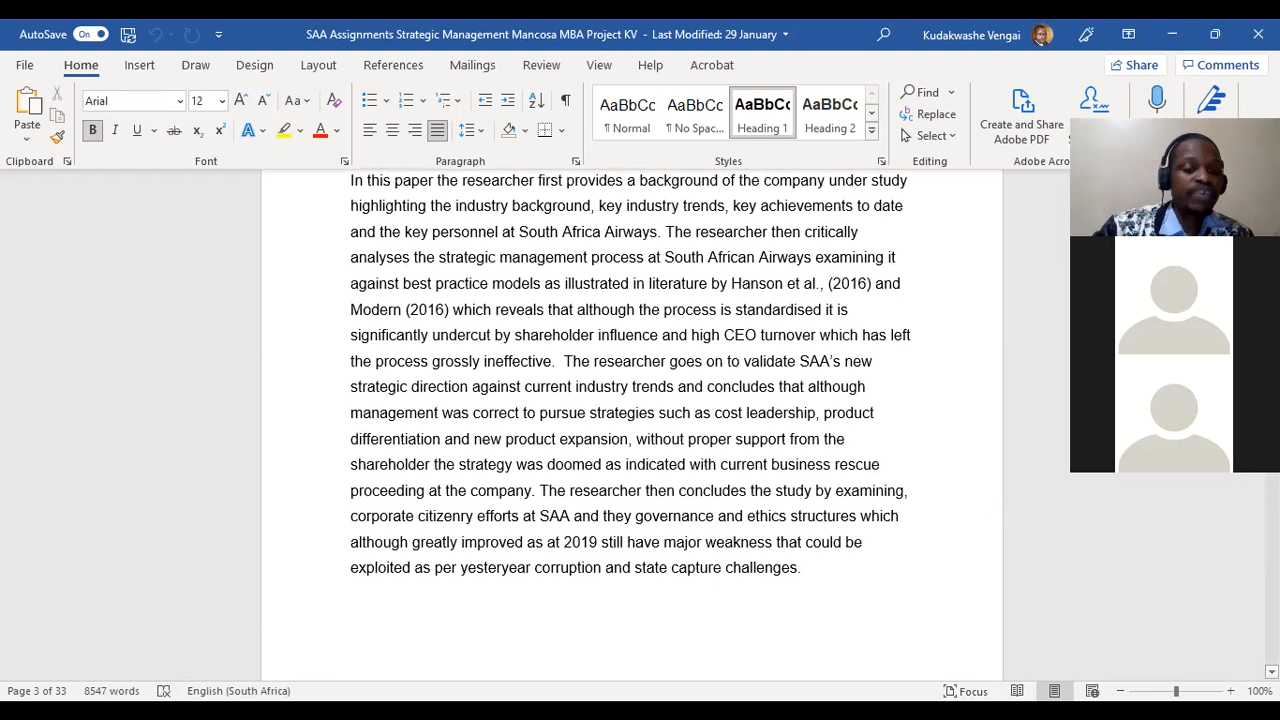 AutoSave On SAA Assignments Strategic Management Mancosa MBA Project KV - Last Modified: 29 January Kudakwashe Vengai
File Home Insert Draw Design Layout References Mailings Review View Help Acrobat Share Comments
Arial 12 Aa Find
Paste AaBbCc AaBbCc AaBbCc AaBbCc Replace
B I U ab x2 x2 A A ¶ Normal ¶ No Spac... Heading 1 Heading 2 Select Create and Share
Adobe PDF
Clipboard Font Paragraph Styles Editing Adobe Acro
In this paper the researcher first provides a background of the company under study
highlighting the industry background, key industry trends, key achievements to date
and the key personnel at South Africa Airways. The researcher then critically
analyses the strategic management process at South African Airways examining it
against best practice models as illustrated in literature by Hanson et al., (2016) and
Modern (2016) which reveals that although the process is standardised it is
significantly undercut by shareholder influence and high CEO turnover which has left
the process grossly ineffective.  The researcher goes on to validate SAA's new
strategic direction against current industry trends and concludes that although
management was correct to pursue strategies such as cost leadership, product
differentiation and new product expansion, without proper support from the
shareholder the strategy was doomed as indicated with current business rescue
proceeding at the company. The researcher then concludes the study by examining,
corporate citizenry efforts at SAA and they governance and ethics structures which
although greatly improved as at 2019 still have major weakness that could be
exploited as per yesteryear corruption and state capture challenges.
Page 3 of 33 8547 words English (South Africa) Focus 100%